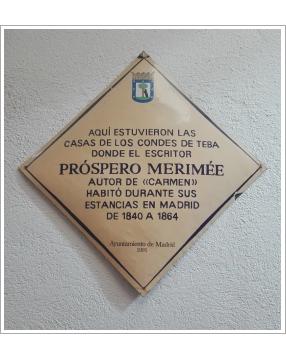 AQUÍ ESTUVIERON LAS
CASAS DE LOS CONDES DE TEBA
DONDE EL ESCRITOR
PRÓSPERO MERIMÉE
AUTOR DE «CARMEN»
HABITÓ DURANTE SUS
ESTANCIAS EN MADRID
DE 1840 A 1864
Ayuntamiento de Madrid